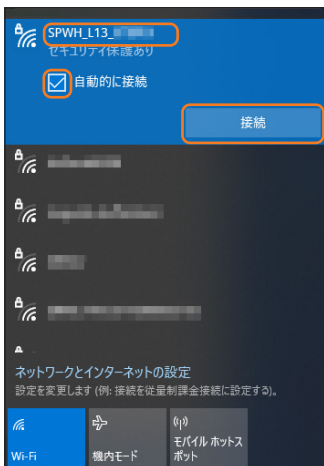 SPWH_L13_
セキュリティ保護あり
自動的に接続
接続
ネットワークとインターネットの設定
設定を変更します (例: 接続を従量制課金接続に設定する)。
Wi-Fi
機内モード
モバイル ホットス
ポット